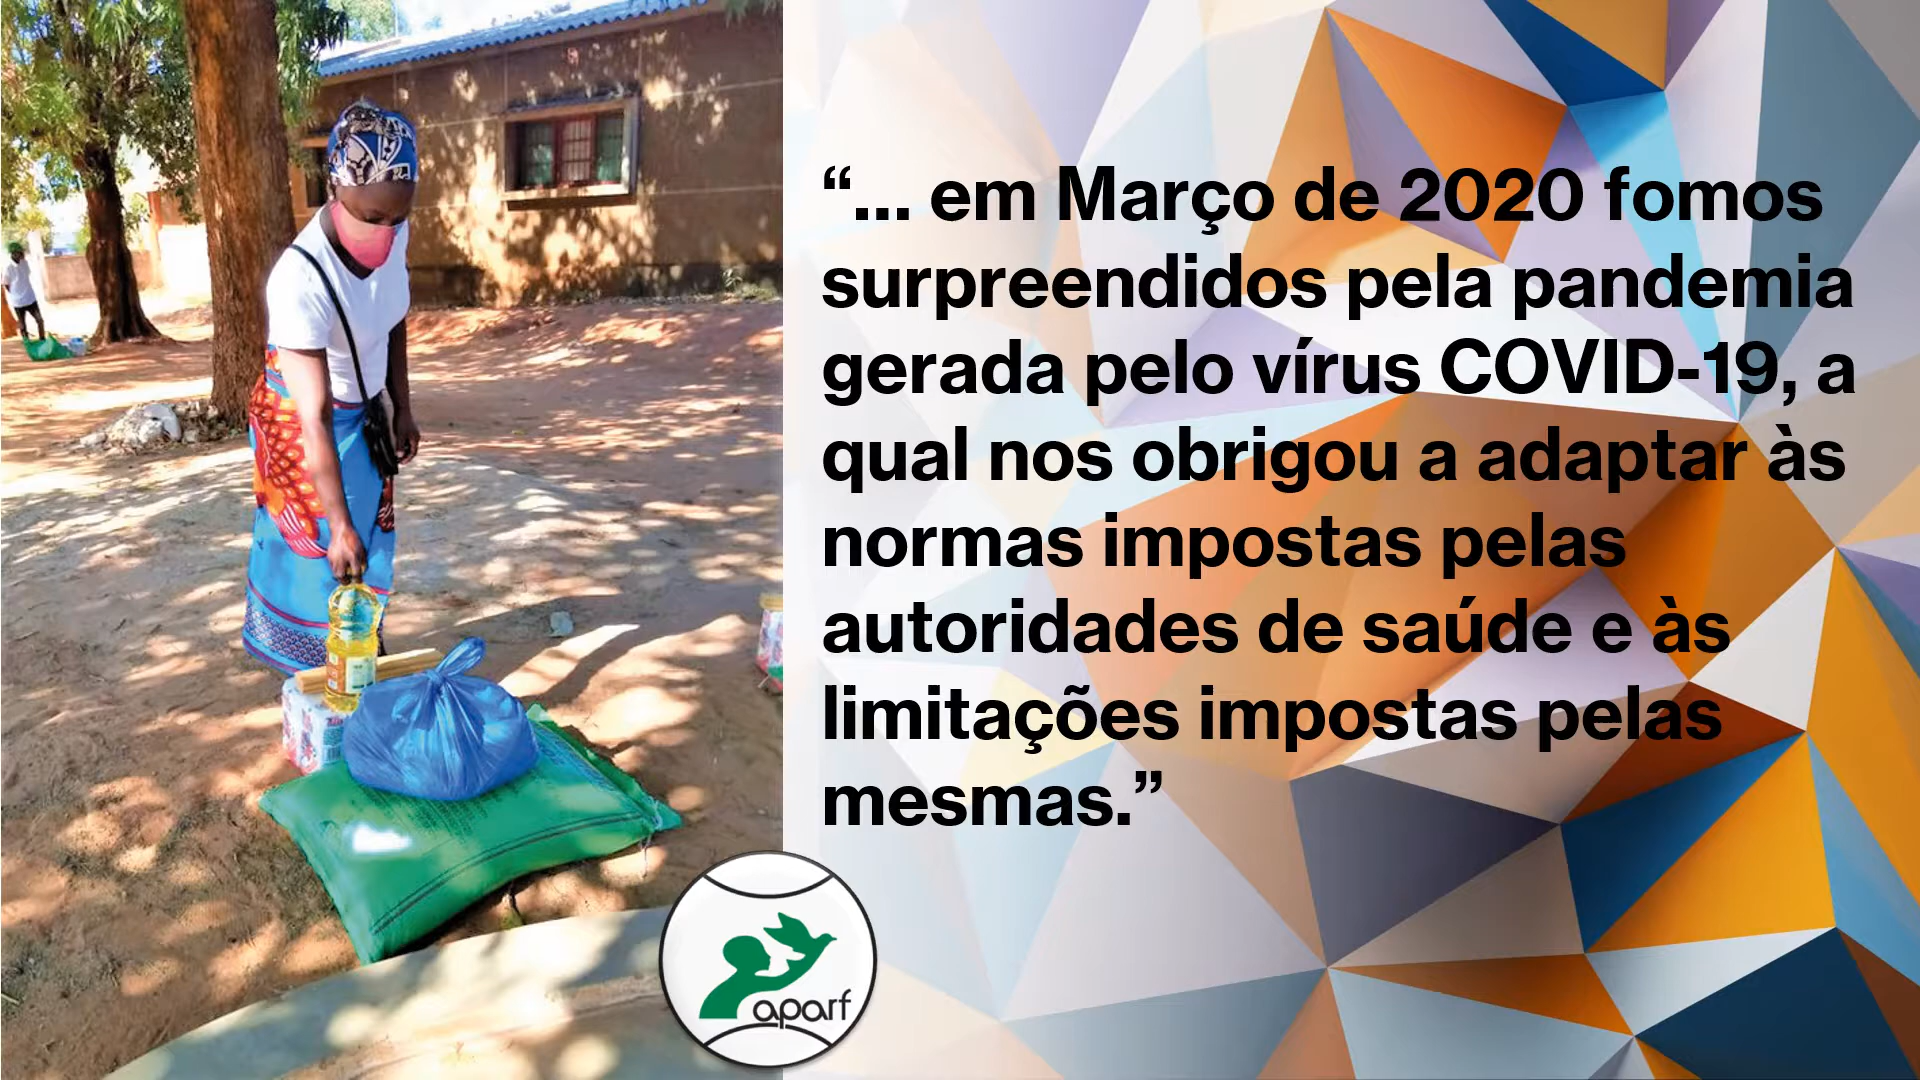 “... em Março de 2020 fomos
surpreendidos pela pandemia
gerada pelo vírus COVID-19, a
qual nos obrigou a adaptar às
normas impostas pelas
autoridades de saúde e às
limitações impostas pelas
mesmas.”
aparf